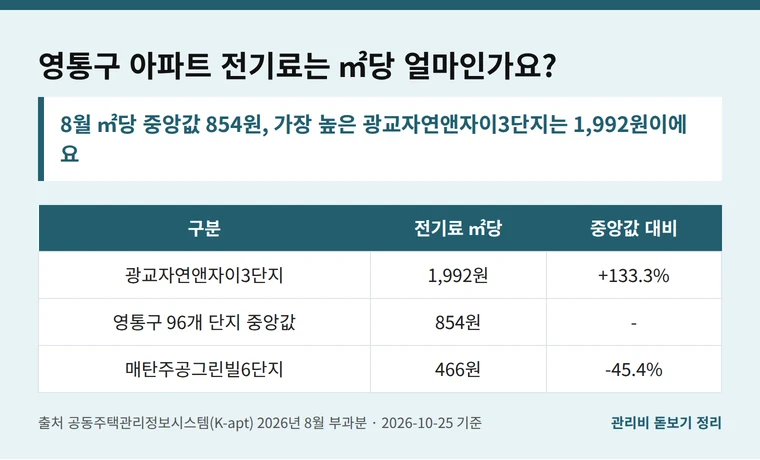 영통구 아파트 전기료는 ㎡당 얼마인가요?
8월 ㎡당 중앙값 854원, 가장 높은 광교자연앤자이3단지는 1,992원이에
요
구분 전기료 ㎡당 중앙값 대비
광교자연앤자이3단지 1,992원 +133.3%
영통구 96개 단지 중앙값 854원 -
매탄주공그린빌6단지 466원 -45.4%
출처 공동주택관리정보시스템(K-apt) 2026년 8월 부과분 · 2026-10-25 기준 관리비 돋보기 정리